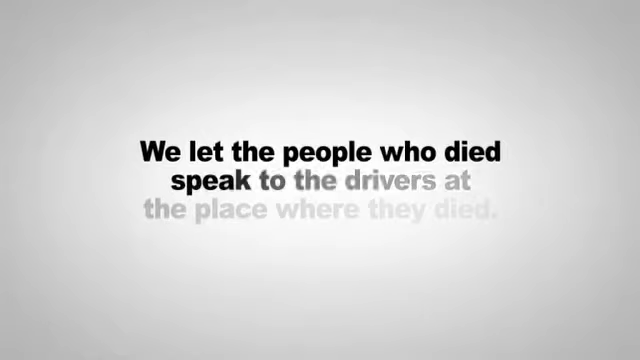 We let the people who died
speak to the drivers at
the place where they died.